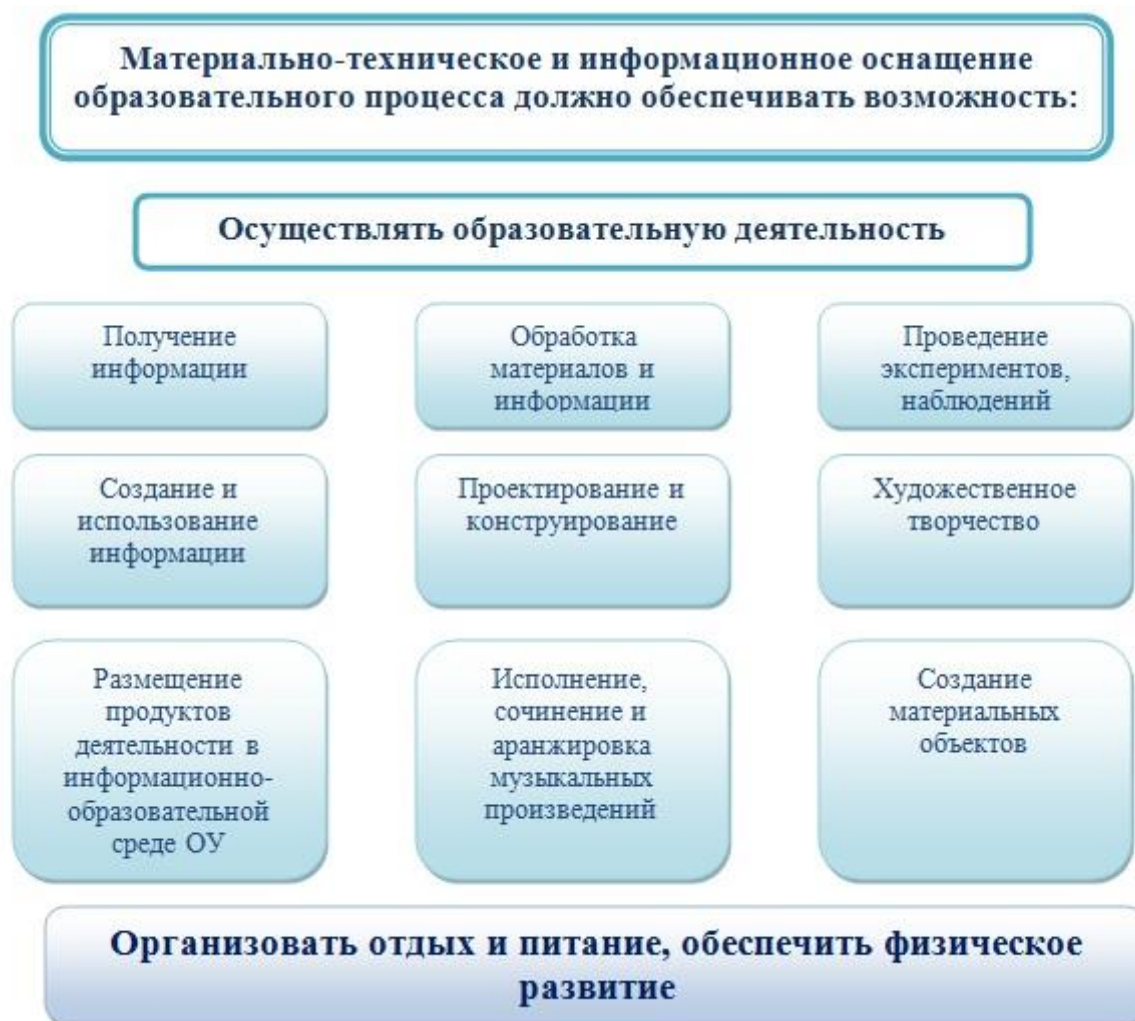 Материально-техническое и информационное оснащение
образовательного процесса должно обеспечивать возможность:
Осуществлять образовательную деятельность
Получение
информации
Обработка
материалов и
информации
Проведение
экспериментов,
наблюдений
Создание и
использование
информации
Проектирование и
конструирование
Художественное
творчество
Размещение
продуктов
деятельности в
информационно-
образовательной
среде ОУ
Исполнение,
сочинение и
аранжировка
музыкальных
произведений
Создание
материальных
объектов
Организовать отдых и питание, обеспечить физическое
развитие